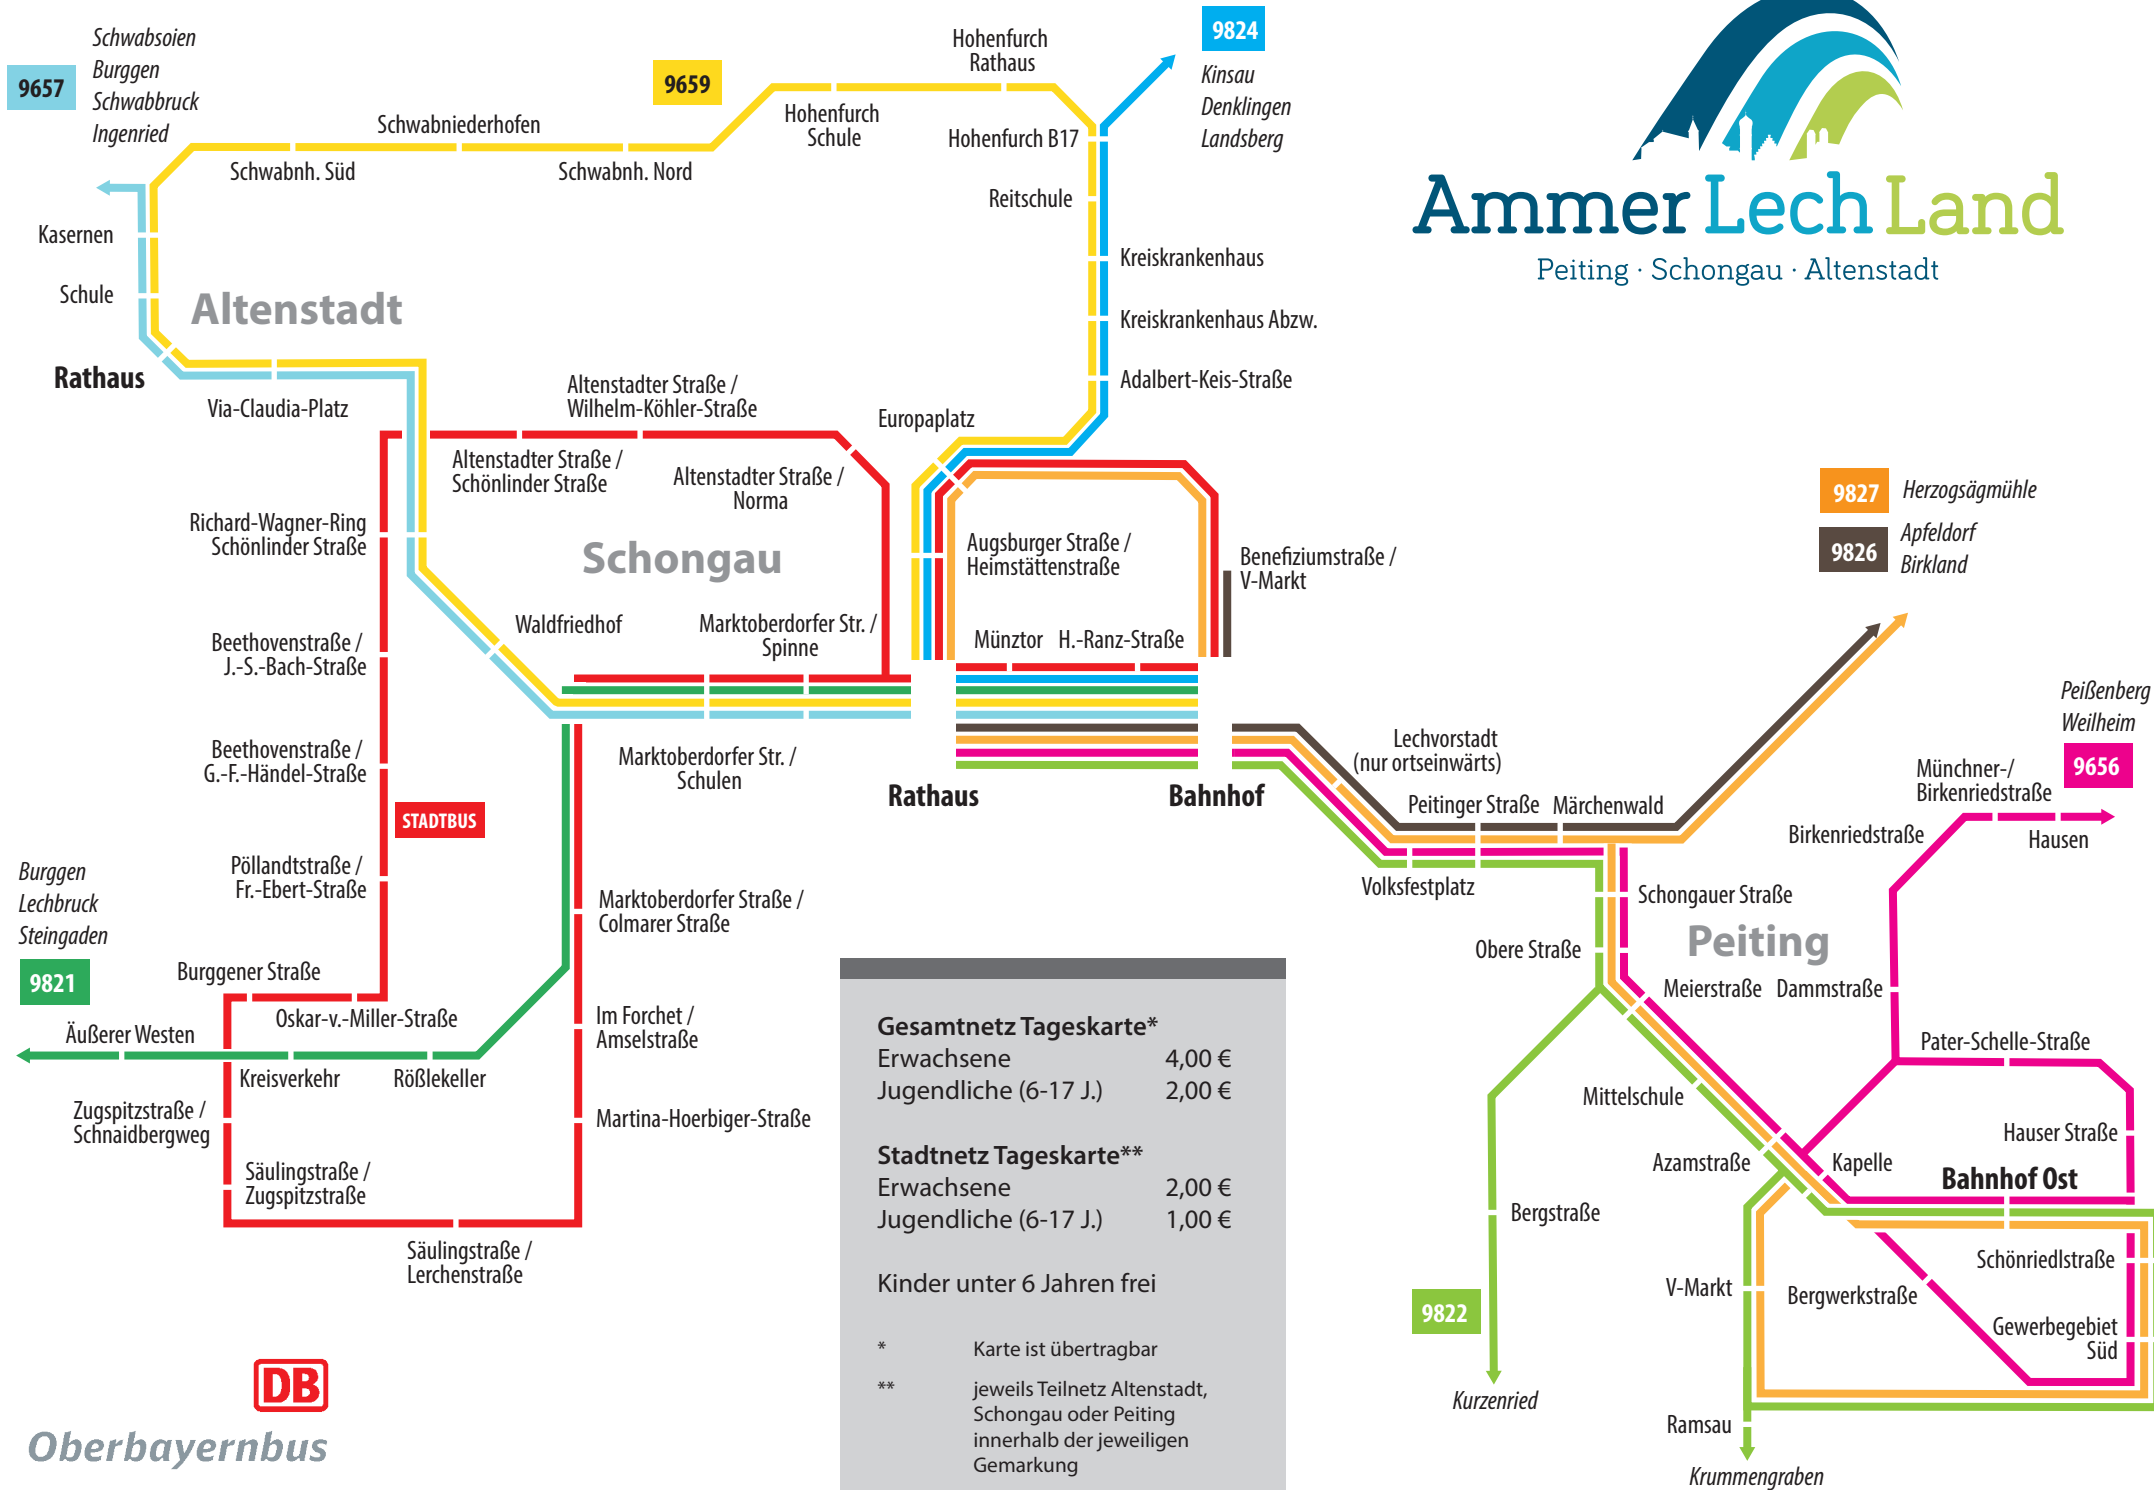 9657
Schwabsoien
Burggen
Schwabbruck
Ingenried
9659
Hohenfurch
Rathaus
9824
Kinsau
Denklingen
Landsberg
Schwabniederhofen
Schwabnh. Süd
Schwabnh. Nord
Hohenfurch
Schule
Hohenfurch B17
Reitschule
Ammer Lech Land
Peiting · Schongau · Altenstadt
Kasernen
Schule
Altenstadt
Rathaus
Via-Claudia-Platz
Kreiskrankenhaus
Kreiskrankenhaus Abzw.
Adalbert-Keis-Straße
Europaplatz
Altenstadter Straße /
Wilhelm-Köhler-Straße
Altenstadter Straße /
Schönlinder Straße
Altenstadter Straße /
Norma
Richard-Wagner-Ring
Schönlinder Straße
Schongau
Augsburger Straße /
Heimstättenstraße
Benefiziumstraße /
V-Markt
9827
Herzogsägmühle
9826
Apfeldorf
Birkland
Beethovenstraße /
J.-S.-Bach-Straße
Waldfriedhof
Marktoberdorfer Str. /
Spinne
Münztor
H.-Ranz-Straße
Beethovenstraße /
G.-F.-Händel-Straße
Marktoberdorfer Str. /
Schulen
Rathaus
Bahnhof
Lechvorstadt
(nur ortseinwärts)
Peitinger Straße
Märchenwald
Peißenberg
Weilheim
9656
Münchner-/
Birkenriedstraße
Birkenriedstraße
Hausen
STADTBUS
Pöllandtstraße /
Fr.-Ebert-Straße
Volksfestplatz
Schongauer Straße
Peiting
Obere Straße
Meierstraße
Dammstraße
Burggen
Lechbruck
Steingaden
9821
Marktoberdorfer Straße /
Colmarer Straße
Burggener Straße
Oskar-v.-Miller-Straße
Äußerer Westen
Kreisverkehr
Rößlekeller
Im Forchet /
Amselstraße
Zugspitzstraße /
Schnaidbergweg
Martina-Hoerbiger-Straße
Säulingstraße /
Zugspitzstraße
Säulingstraße /
Lerchenstraße
Pater-Schelle-Straße
Mittelschule
Hauser Straße
Azamstraße
Kapelle
Bahnhof Ost
Bergstraße
Schönriedlstraße
V-Markt
Bergwerkstraße
Gewerbegebiet
Süd
9822
Kurzenried
Ramsau
Krummengraben
Gesamtnetz Tageskarte*
Erwachsene 4,00 €
Jugendliche (6-17 J.) 2,00 €
Stadtnetz Tageskarte**
Erwachsene 2,00 €
Jugendliche (6-17 J.) 1,00 €
Kinder unter 6 Jahren frei
* Karte ist übertragbar
** jeweils Teilnetz Altenstadt,
Schongau oder Peiting
innerhalb der jeweiligen
Gemarkung
DB
Oberbayernbus